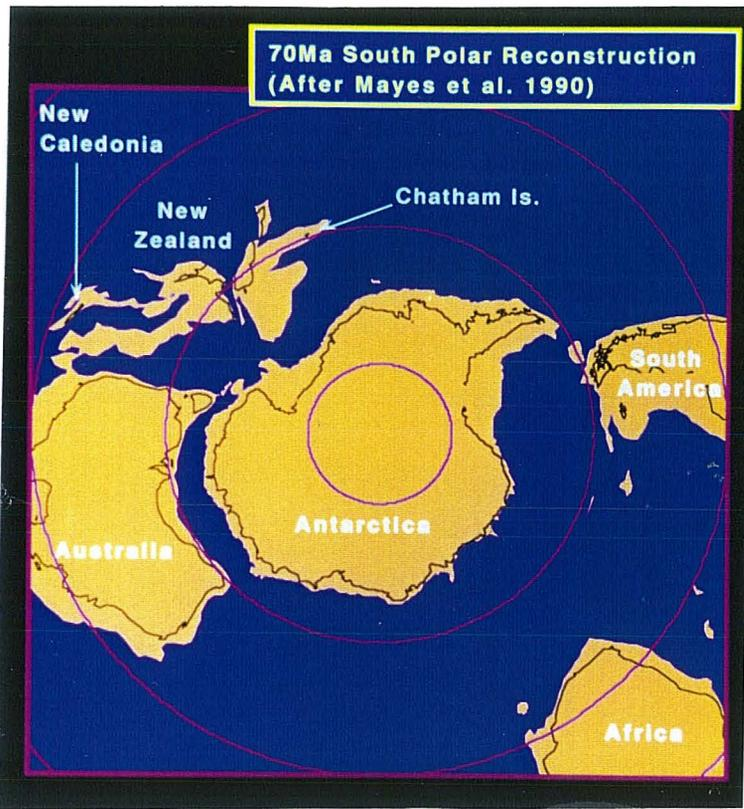 70Ma South Polar Reconstruction
(After Mayes et al. 1990)
New
Caledonia
New
Zealand
Chatham Is.
South
America
Antarctica
Australia
Africa